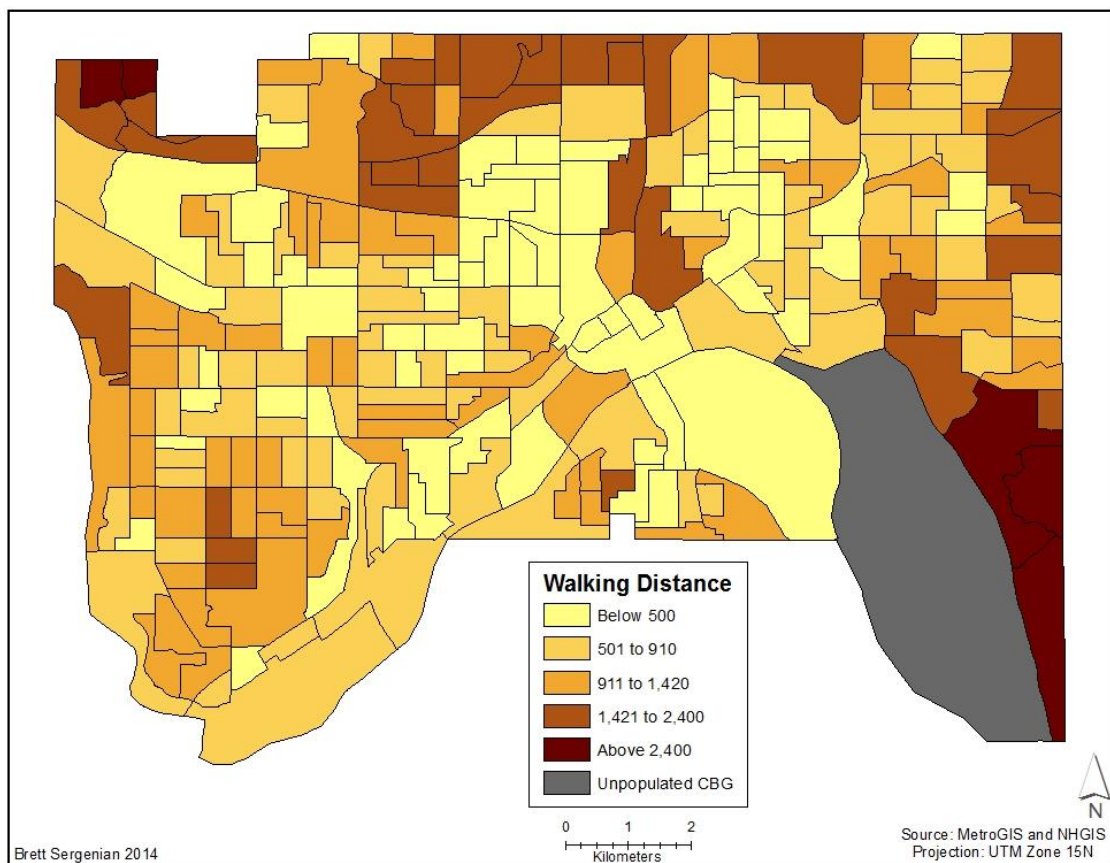 Walking Distance
Below 500
501 to 910
911 to 1,420
1,421 to 2,400
Above 2,400
Unpopulated CBG
0 1 2
Kilometers
N
Brett Sergenian 2014
Source: MetroGIS and NHGIS
Projection: UTM Zone 15N